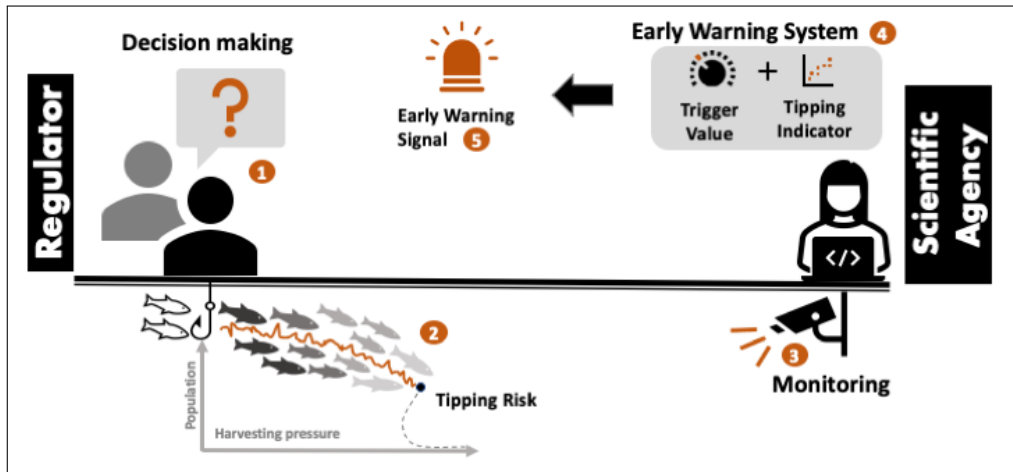 Decision making
?
1
Regulator
Early Warning
Signal 5
Early Warning System 4
+
Trigger
Value
Tipping
Indicator
Scientific
Agency
</>
2
Tipping Risk
Population
Harvesting pressure
3
Monitoring